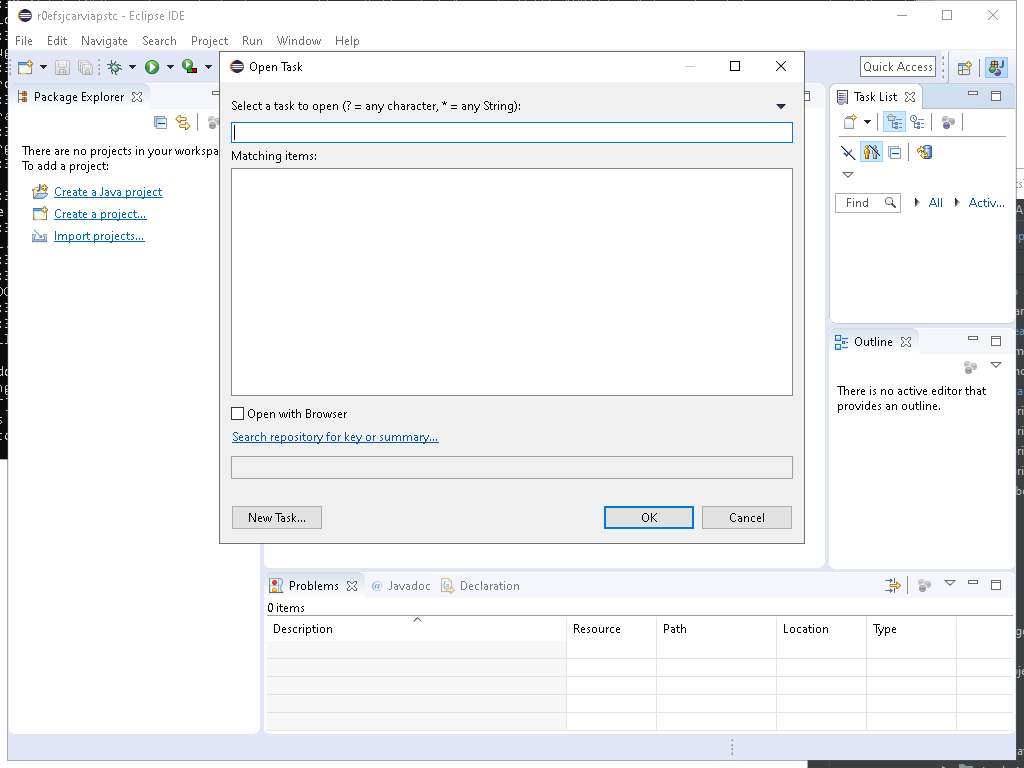 r0efsjcarviapstc - Eclipse IDE
File Edit Navigate Search Project Run Window Help
Quick Access
Package Explorer
There are no projects in your workspa
To add a project:
Create a Java project
Create a project...
Import projects...
Open Task
Select a task to open (? = any character, * = any String):
Matching items:
Open with Browser
Search repository for key or summary...
New Task...
OK
Cancel
Task List
Find
All
Activ...
Outline
There is no active editor that
provides an outline.
Problems
@ Javadoc
Declaration
0 items
Description Resource Path Location Type